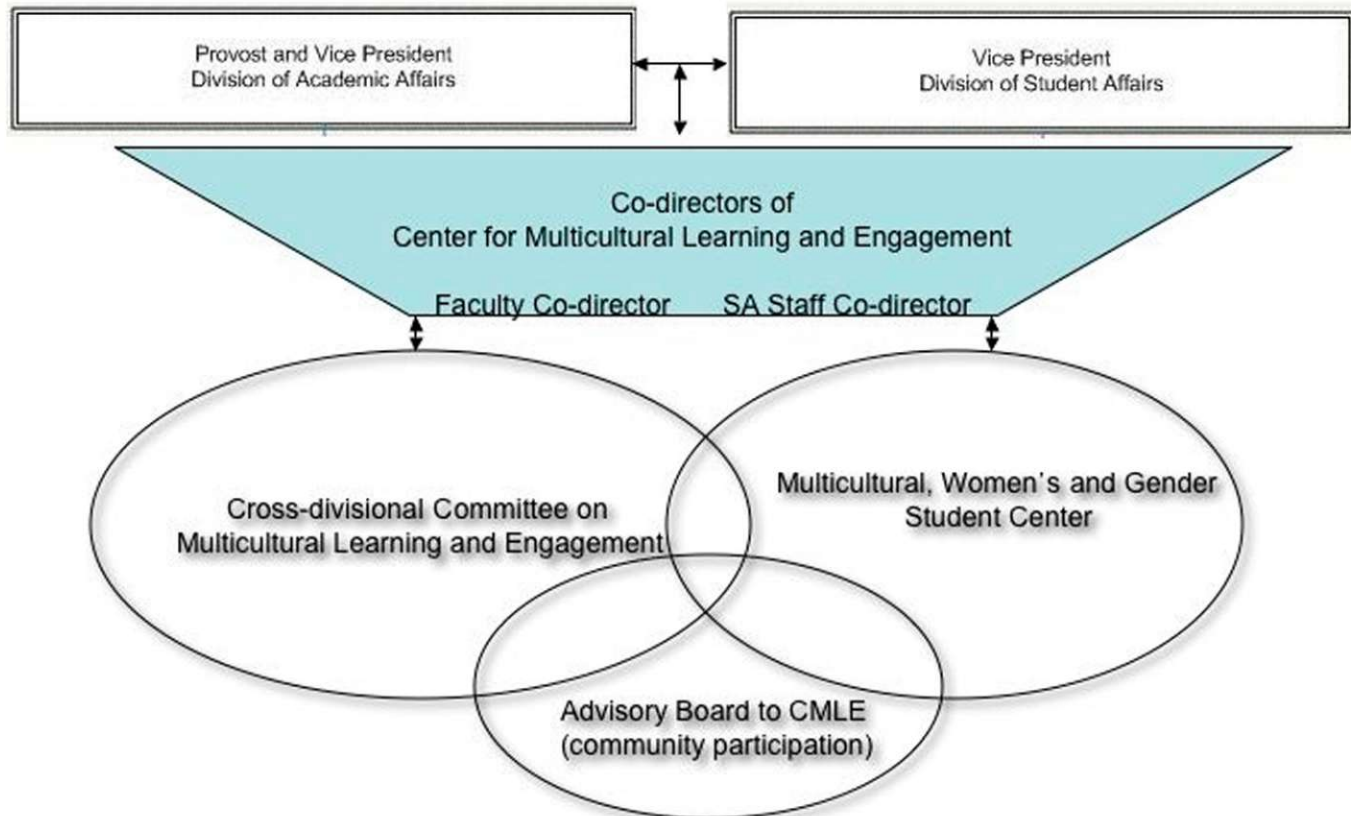 Provost and Vice President
Division of Academic Affairs
Vice President
Division of Student Affairs
Co-directors of
Center for Multicultural Learning and Engagement
Faculty Co-director
SA Staff Co-director
Cross-divisional Committee on
Multicultural Learning and Engagement
Multicultural, Women's and Gender
Student Center
Advisory Board to CMLE
(community participation)